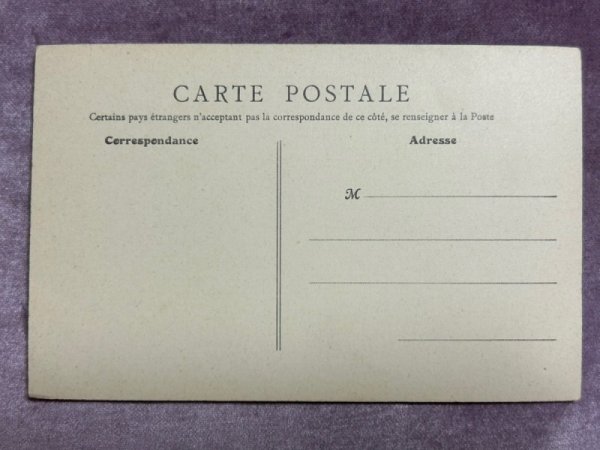 CARTE POSTALE
Certains pays étrangers n'acceptant pas la correspondance de ce côté, se renseigner à la Poste
Correspondance
Adresse
M